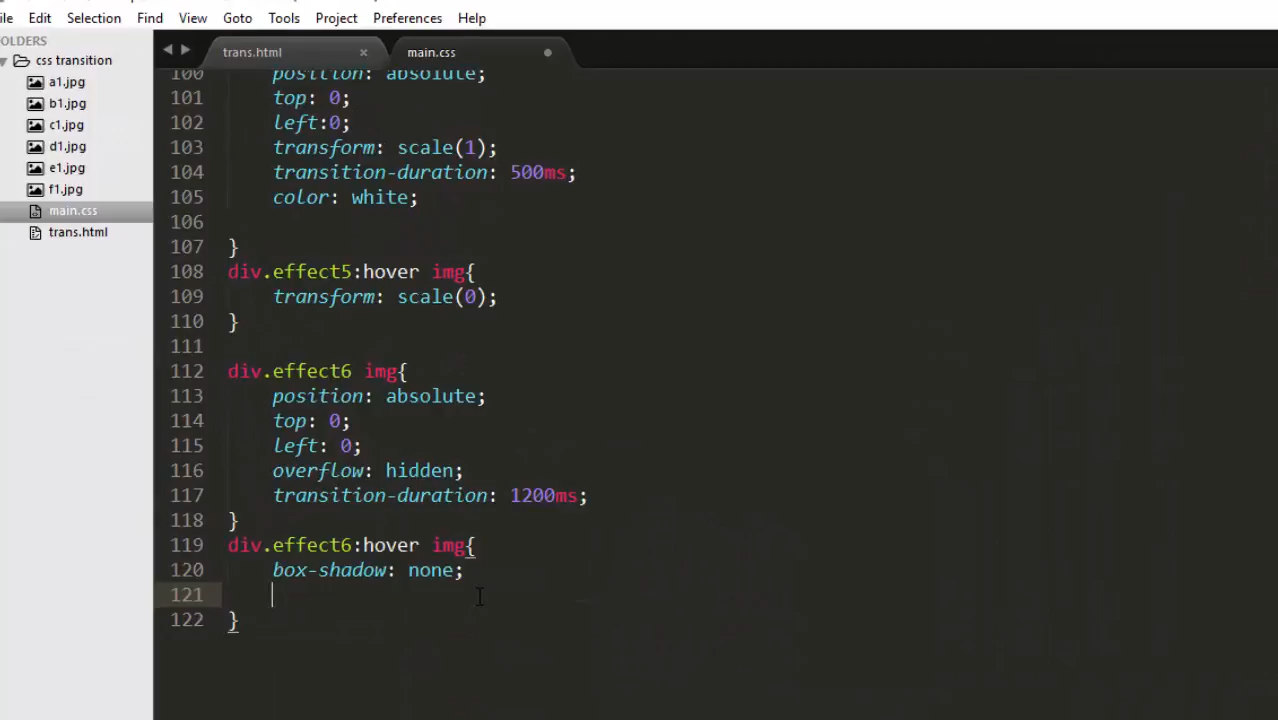 ile Edit Selection Find View Goto Tools Project Preferences Help
OLDERS
css transition
a1.jpg
b1.jpg
c1.jpg
d1.jpg
e1.jpg
f1.jpg
main.css
trans.html
trans.html × main.css
100 position: absolute;
101 top: 0;
102 left:0;
103 transform: scale(1);
104 transition-duration: 500ms;
105 color: white;
106
107 }
108 div.effect5:hover img{
109 transform: scale(0);
110 }
111
112 div.effect6 img{
113 position: absolute;
114 top: 0;
115 left: 0;
116 overflow: hidden;
117 transition-duration: 1200ms;
118 }
119 div.effect6:hover img{
120 box-shadow: none;
121
122 }